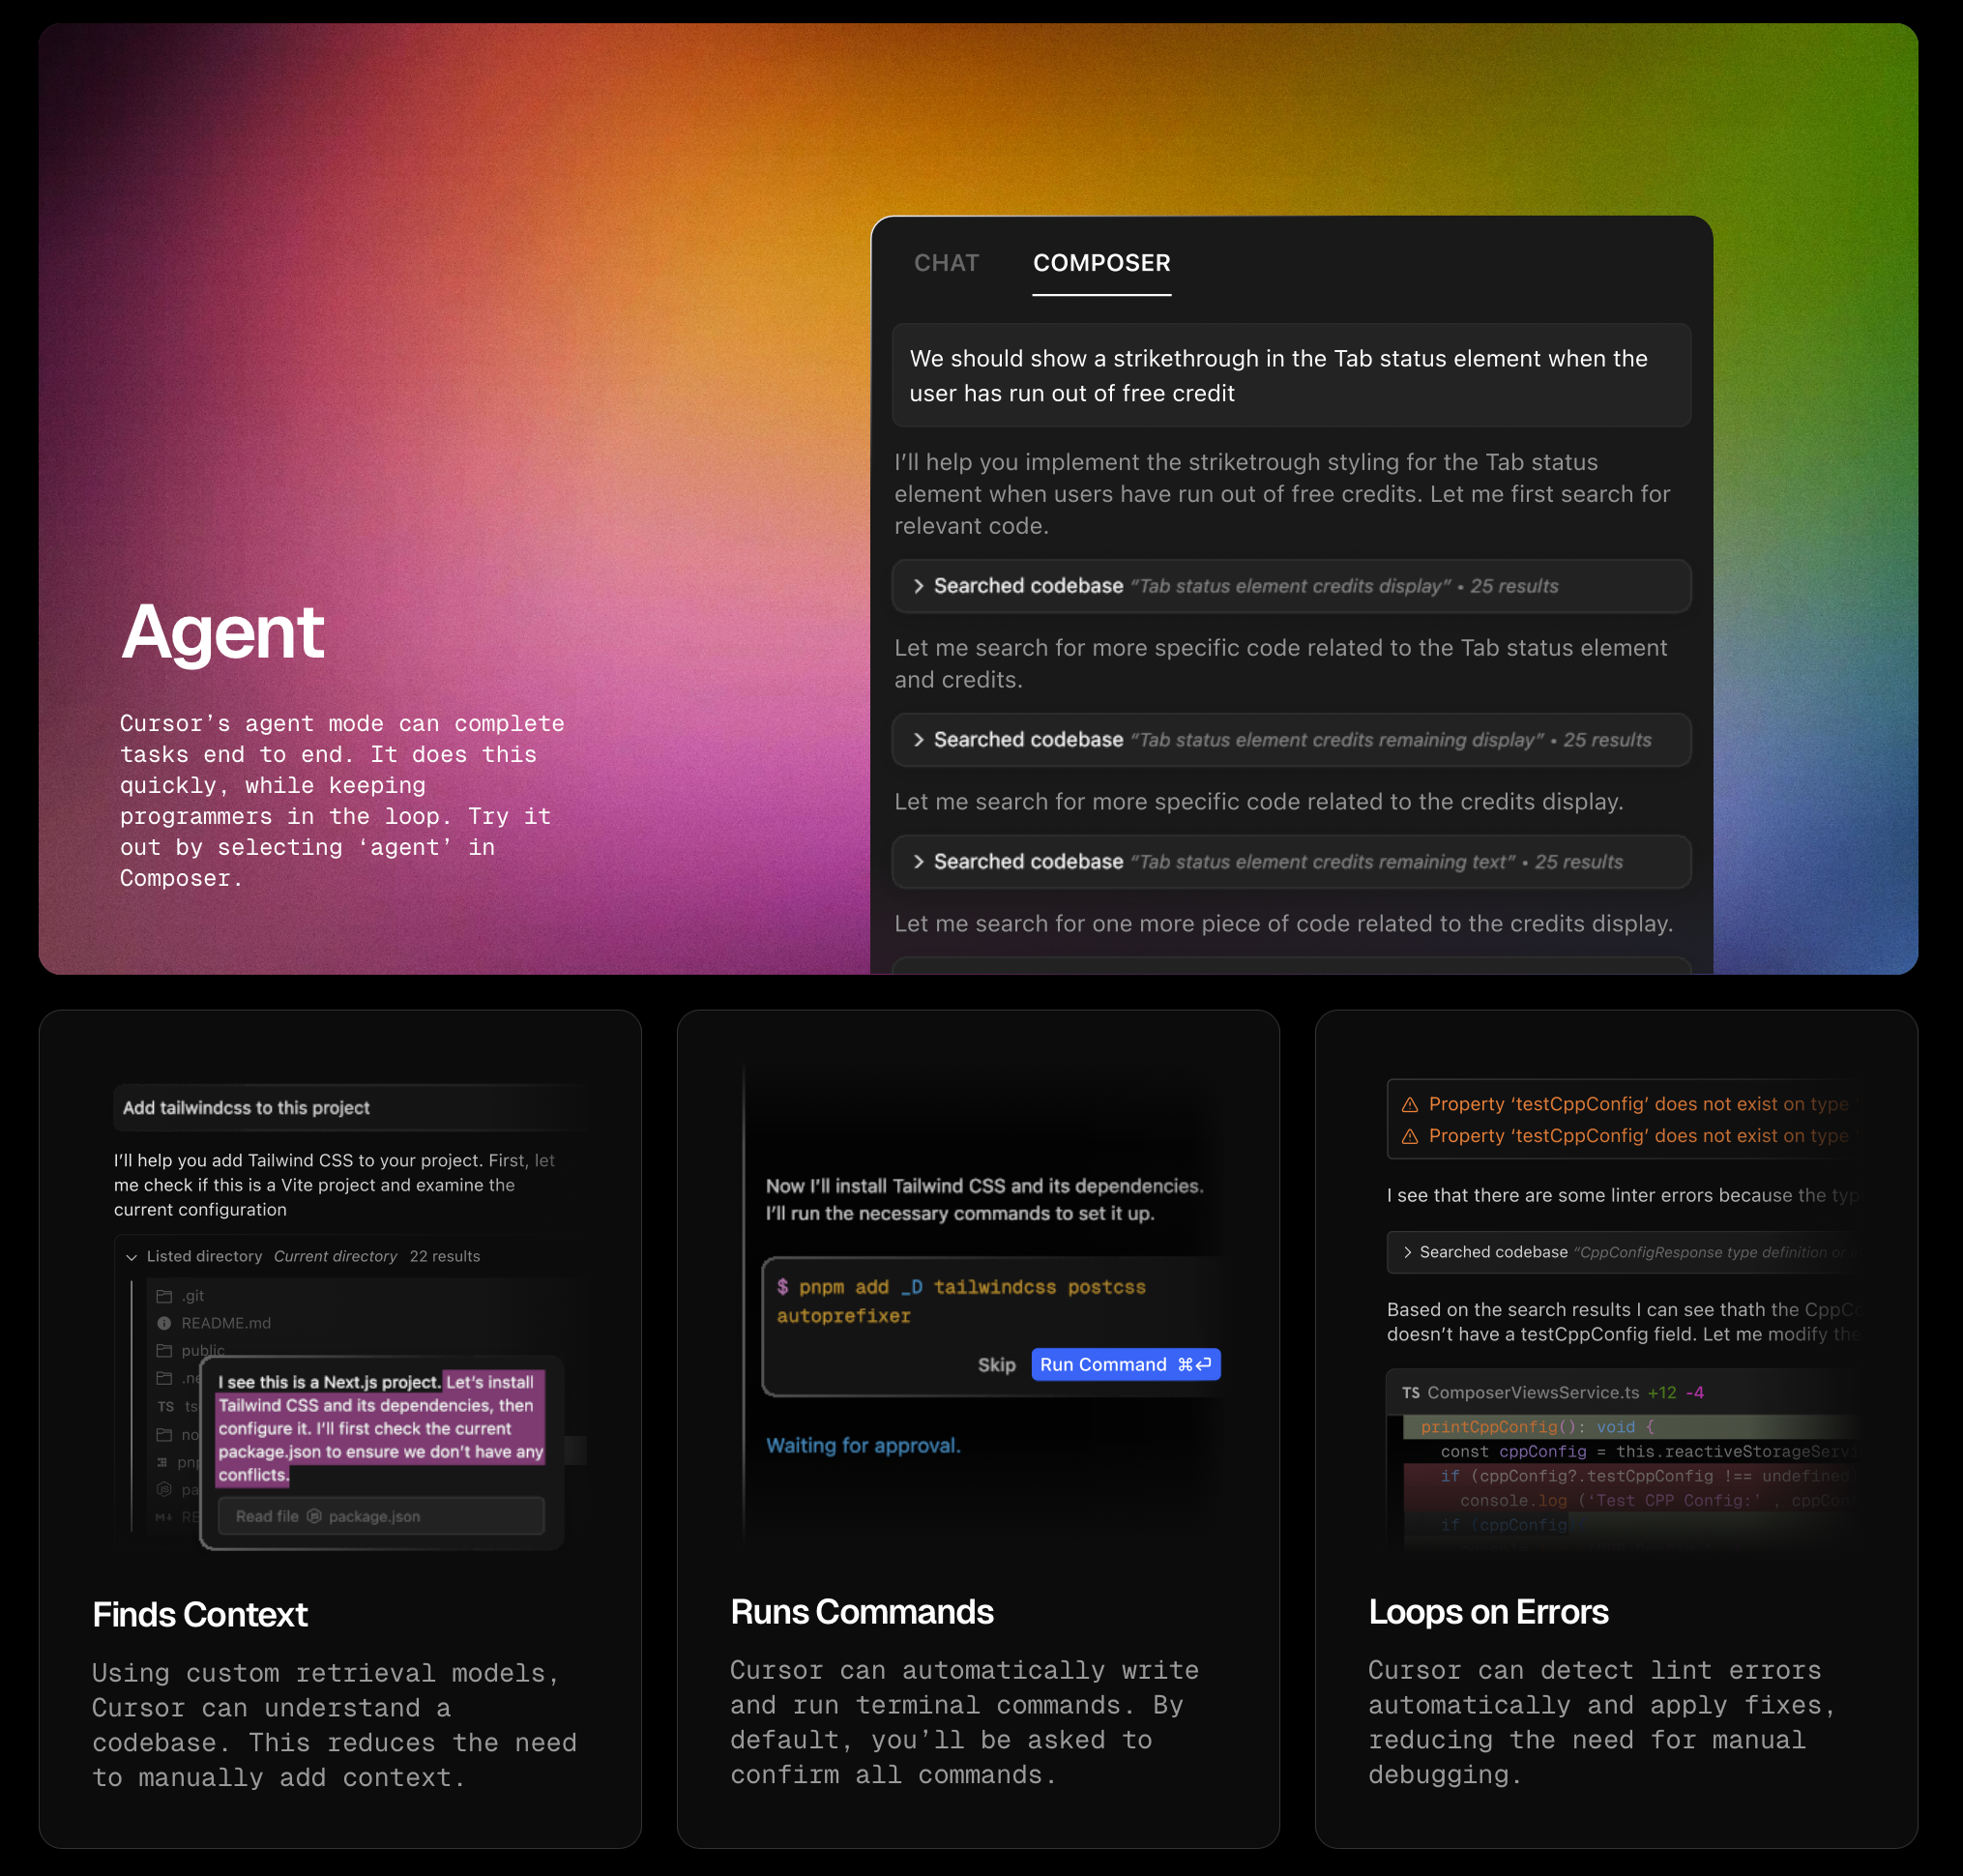 Agent
Cursor’s agent mode can complete
tasks end to end. It does this
quickly, while keeping
programmers in the loop. Try it
out by selecting ‘agent’ in
Composer.
CHAT COMPOSER
We should show a strikethrough in the Tab status element when the
user has run out of free credit
I’ll help you implement the striketrough styling for the Tab status
element when users have run out of free credits. Let me first search for
relevant code.
Searched codebase “Tab status element credits display” • 25 results
Let me search for more specific code related to the Tab status element
and credits.
Searched codebase “Tab status element credits remaining display” • 25 results
Let me search for more specific code related to the credits display.
Searched codebase “Tab status element credits remaining text” • 25 results
Let me search for one more piece of code related to the credits display.
Add tailwindcss to this project
I’ll help you add Tailwind CSS to your project. First, let
me check if this is a Vite project and examine the
current configuration
Listed directory Current directory 22 results
.git
README.md
public
.ne
TS ts
no
pnp
pa
RE
I see this is a Next.js project. Let’s install
Tailwind CSS and its dependencies, then
configure it. I’ll first check the current
package.json to ensure we don’t have any
conflicts.
Read file package.json
Finds Context
Using custom retrieval models,
Cursor can understand a
codebase. This reduces the need
to manually add context.
Now I’ll install Tailwind CSS and its dependencies.
I’ll run the necessary commands to set it up.
$ pnpm add _D tailwindcss postcss
autoprefixer
Skip Run Command ⌘⏎
Waiting for approval.
Runs Commands
Cursor can automatically write
and run terminal commands. By
default, you’ll be asked to
confirm all commands.
Property ‘testCppConfig’ does not exist on type
Property ‘testCppConfig’ does not exist on type
I see that there are some linter errors because the typ
Searched codebase “CppConfigResponse type definition or
Based on the search results I can see thath the CppCo
doesn’t have a testCppConfig field. Let me modify the
TS ComposerViewsService.ts +12 -4
printCppConfig(): void {
const cppConfig = this.reactiveStorageServi
if (cppConfig?.testCppConfig !== undefined
console.log (‘Test CPP Config:’ , cppCon
if (cppConfig
Loops on Errors
Cursor can detect lint errors
automatically and apply fixes,
reducing the need for manual
debugging.